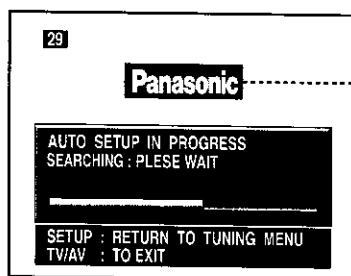 29
Panasonic
AUTO SETUP IN PROGRESS
SEARCHING : PLESE WAIT
SETUP : RETURN TO TUNING MENU
TV/AV : TO EXIT